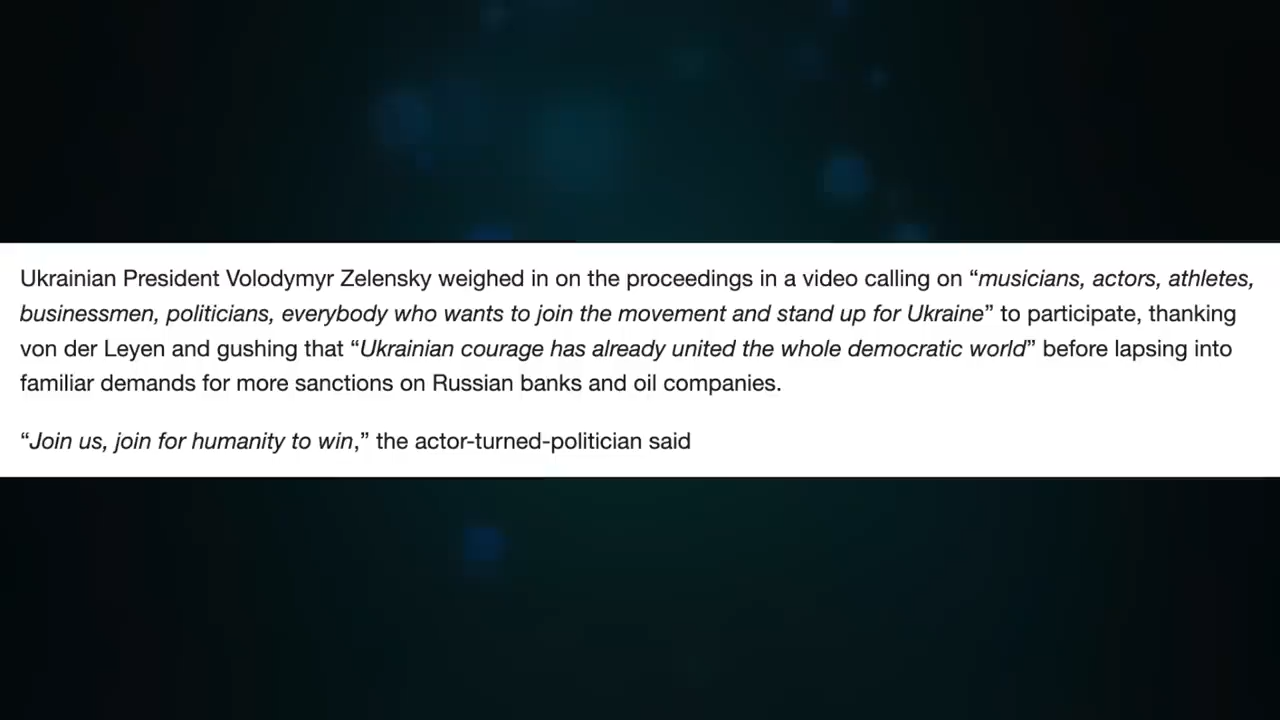 Ukrainian President Volodymyr Zelensky weighed in on the proceedings in a video calling on “musicians, actors, athletes,
businessmen, politicians, everybody who wants to join the movement and stand up for Ukraine” to participate, thanking
von der Leyen and gushing that “Ukrainian courage has already united the whole democratic world” before lapsing into
familiar demands for more sanctions on Russian banks and oil companies.
“Join us, join for humanity to win,” the actor-turned-politician said